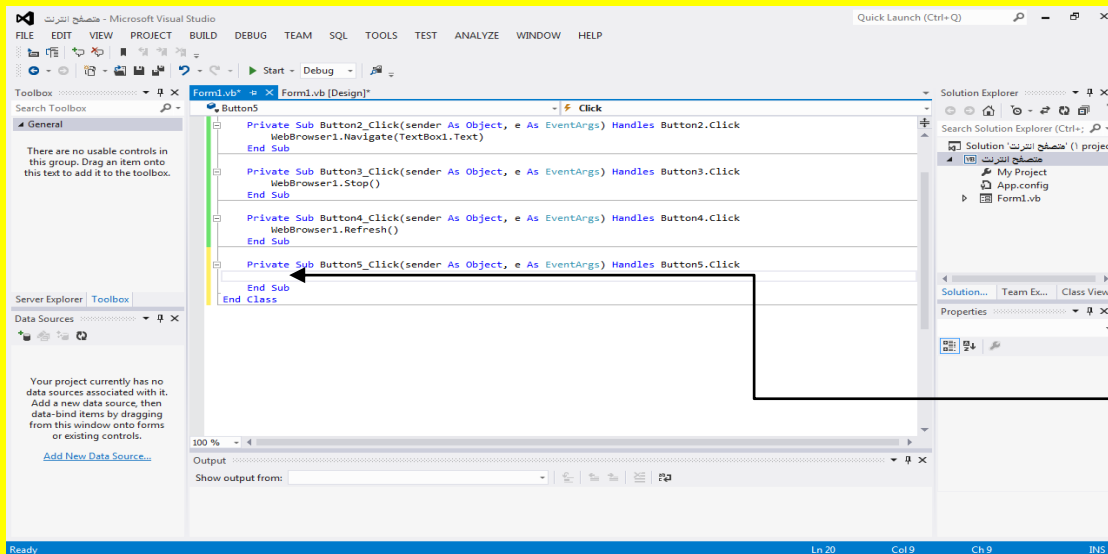 متصفح انترنت - Microsoft Visual Studio
Quick Launch (Ctrl+Q)
FILE EDIT VIEW PROJECT BUILD DEBUG TEAM SQL TOOLS TEST ANALYZE WINDOW HELP
Start Debug
Toolbox
Search Toolbox
General
There are no usable controls in
this group. Drag an item onto
this text to add it to the toolbox.
Server Explorer Toolbox
Data Sources
Your project currently has no
data sources associated with it.
Add a new data source, then
data-bind items by dragging
from this window onto forms
or existing controls.
Add New Data Source...
Form1.vb* Form1.vb [Design]*
Button5 Click
Private Sub Button2_Click(sender As Object, e As EventArgs) Handles Button2.Click
WebBrowser1.Navigate(TextBox1.Text)
End Sub
Private Sub Button3_Click(sender As Object, e As EventArgs) Handles Button3.Click
WebBrowser1.Stop()
End Sub
Private Sub Button4_Click(sender As Object, e As EventArgs) Handles Button4.Click
WebBrowser1.Refresh()
End Sub
Private Sub Button5_Click(sender As Object, e As EventArgs) Handles Button5.Click
End Sub
End Class
100 %
Output
Show output from:
Solution Explorer
Search Solution Explorer (Ctrl+;
Solution 'متصفح انترنت' (١ projec
متصفح انترنت
My Project
App.config
Form1.vb
Solution... Team Ex... Class View
Properties
Ready Ln 20 Col 9 Ch 9 INS